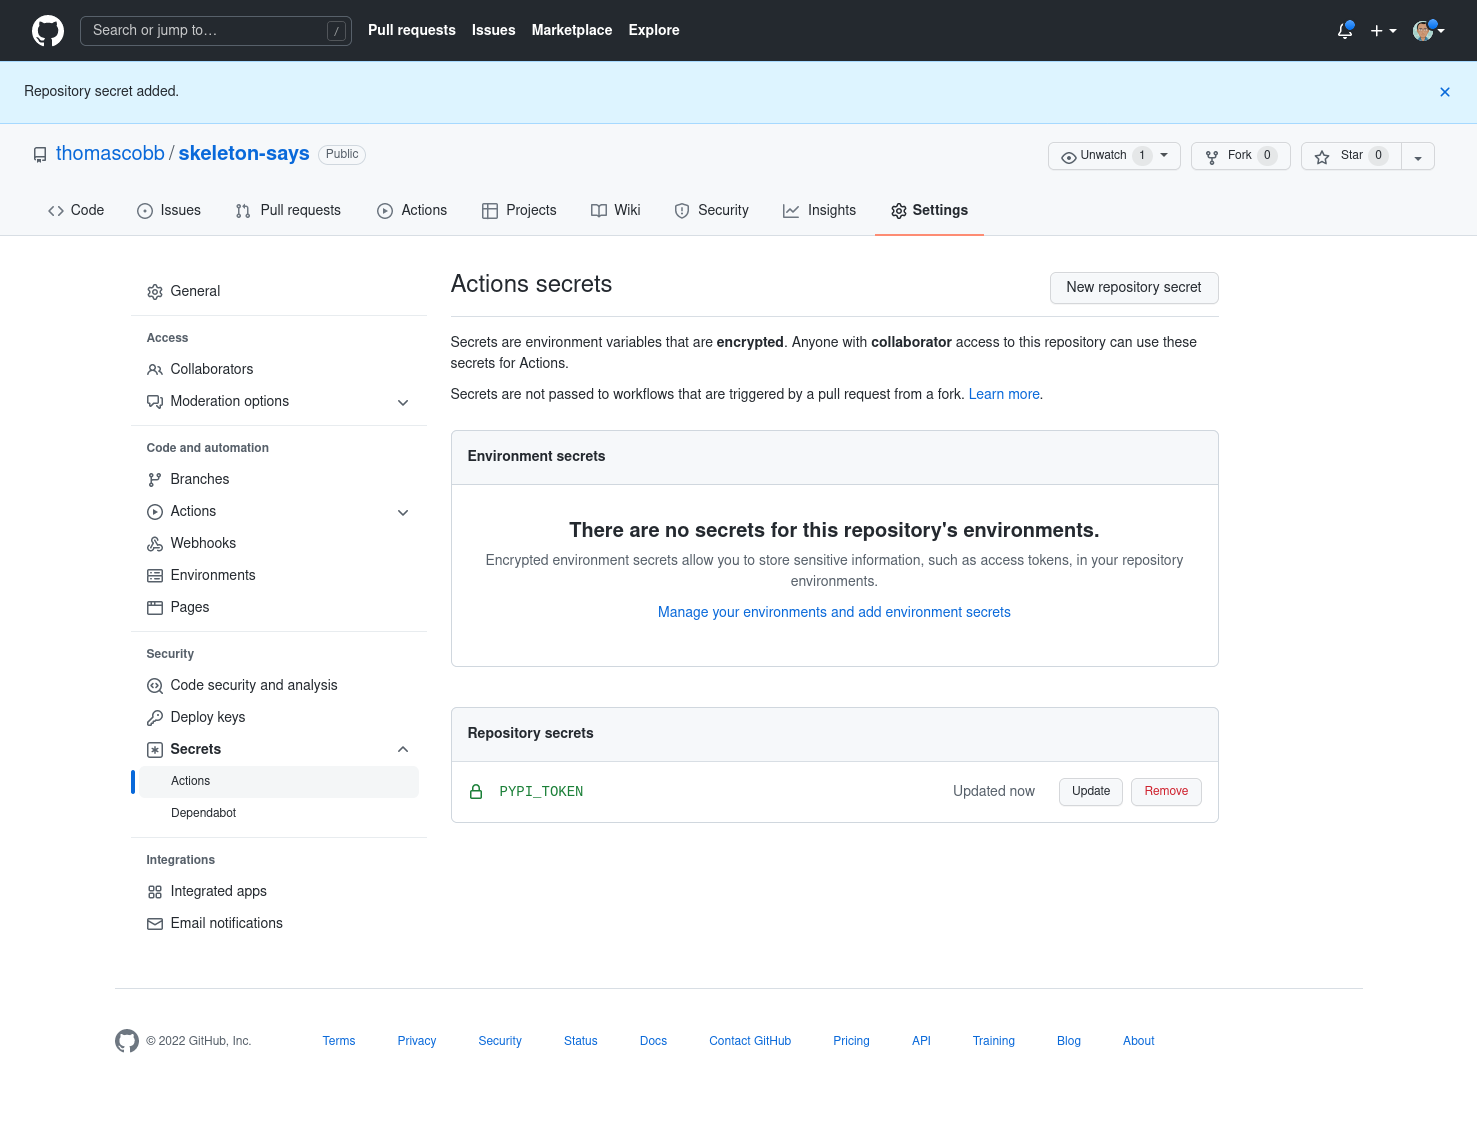 Search or jump to… /
Pull requests Issues Marketplace Explore
Repository secret added.
thomascobb / skeleton-says Public
Unwatch 1 Fork 0 Star 0
Code Issues Pull requests Actions Projects Wiki Security Insights Settings
General
Access
Collaborators
Moderation options
Code and automation
Branches
Actions
Webhooks
Environments
Pages
Security
Code security and analysis
Deploy keys
Secrets
Actions
Dependabot
Integrations
Integrated apps
Email notifications
Actions secrets
New repository secret
Secrets are environment variables that are encrypted. Anyone with collaborator access to this repository can use these
secrets for Actions.
Secrets are not passed to workflows that are triggered by a pull request from a fork. Learn more.
Environment secrets
There are no secrets for this repository's environments.
Encrypted environment secrets allow you to store sensitive information, such as access tokens, in your repository
environments.
Manage your environments and add environment secrets
Repository secrets
PYPI_TOKEN Updated now Update Remove
© 2022 GitHub, Inc. Terms Privacy Security Status Docs Contact GitHub Pricing API Training Blog About